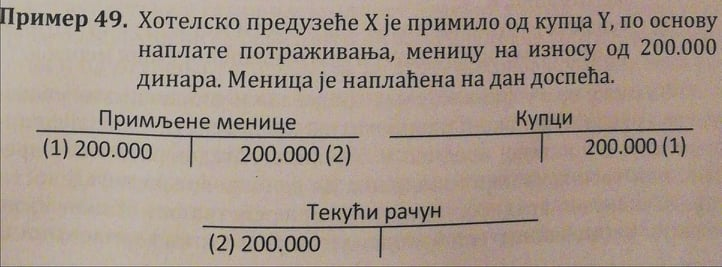 Пример 49. Хотелско предузеће X је примило од купца Y, по основу
наплате потраживања, меницу на износу од 200.000
динара. Меница је наплаћена на дан доспећа.
Примљене менице
(1) 200.000 200.000 (2)
Купци
200.000 (1)
Текући рачун
(2) 200.000